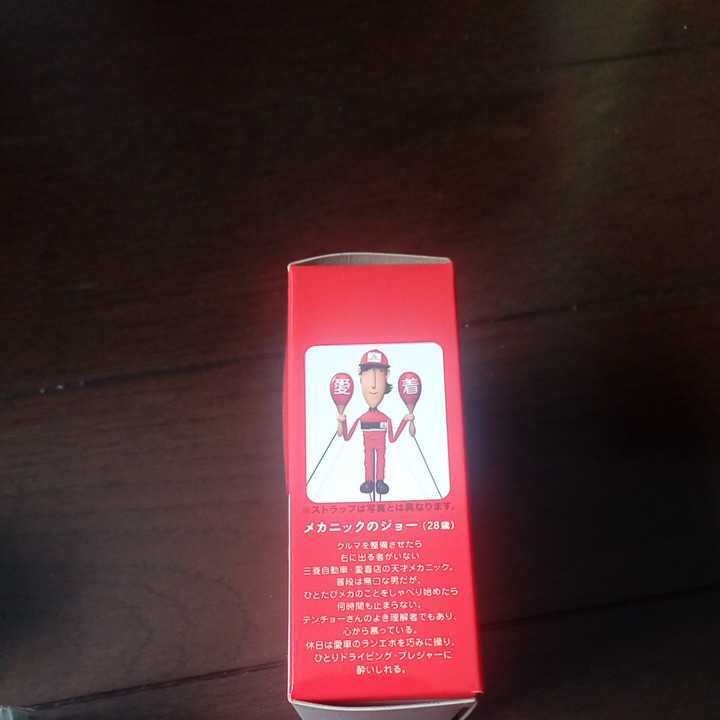 愛 着
※ストラップは写真とは異なります。
メカニックのジョー（28歳）
クルマを整備させたら
右に出る者がいない
三菱自動車・愛着店の天才メカニック。
普段は無口な男だが、
ひとたびメカのことをしゃべり始めたら
何時間も止まらない。
テンチョーさんのよき理解者でもあり、
心から慕っている。
休日は愛車のランエボを巧みに操り、
ひとりドライビング・プレジャーに
酔いしれる。